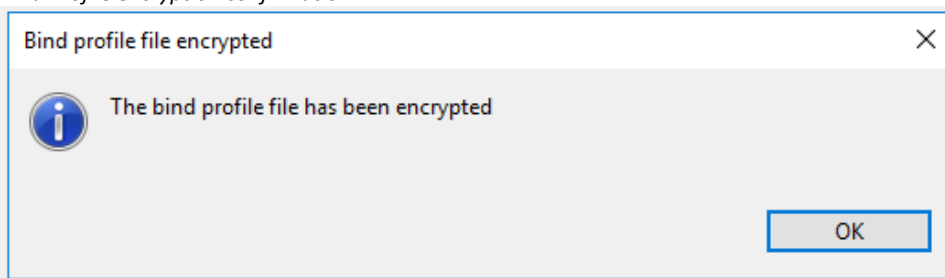 Bind profile file encrypted
The bind profile file has been encrypted
OK